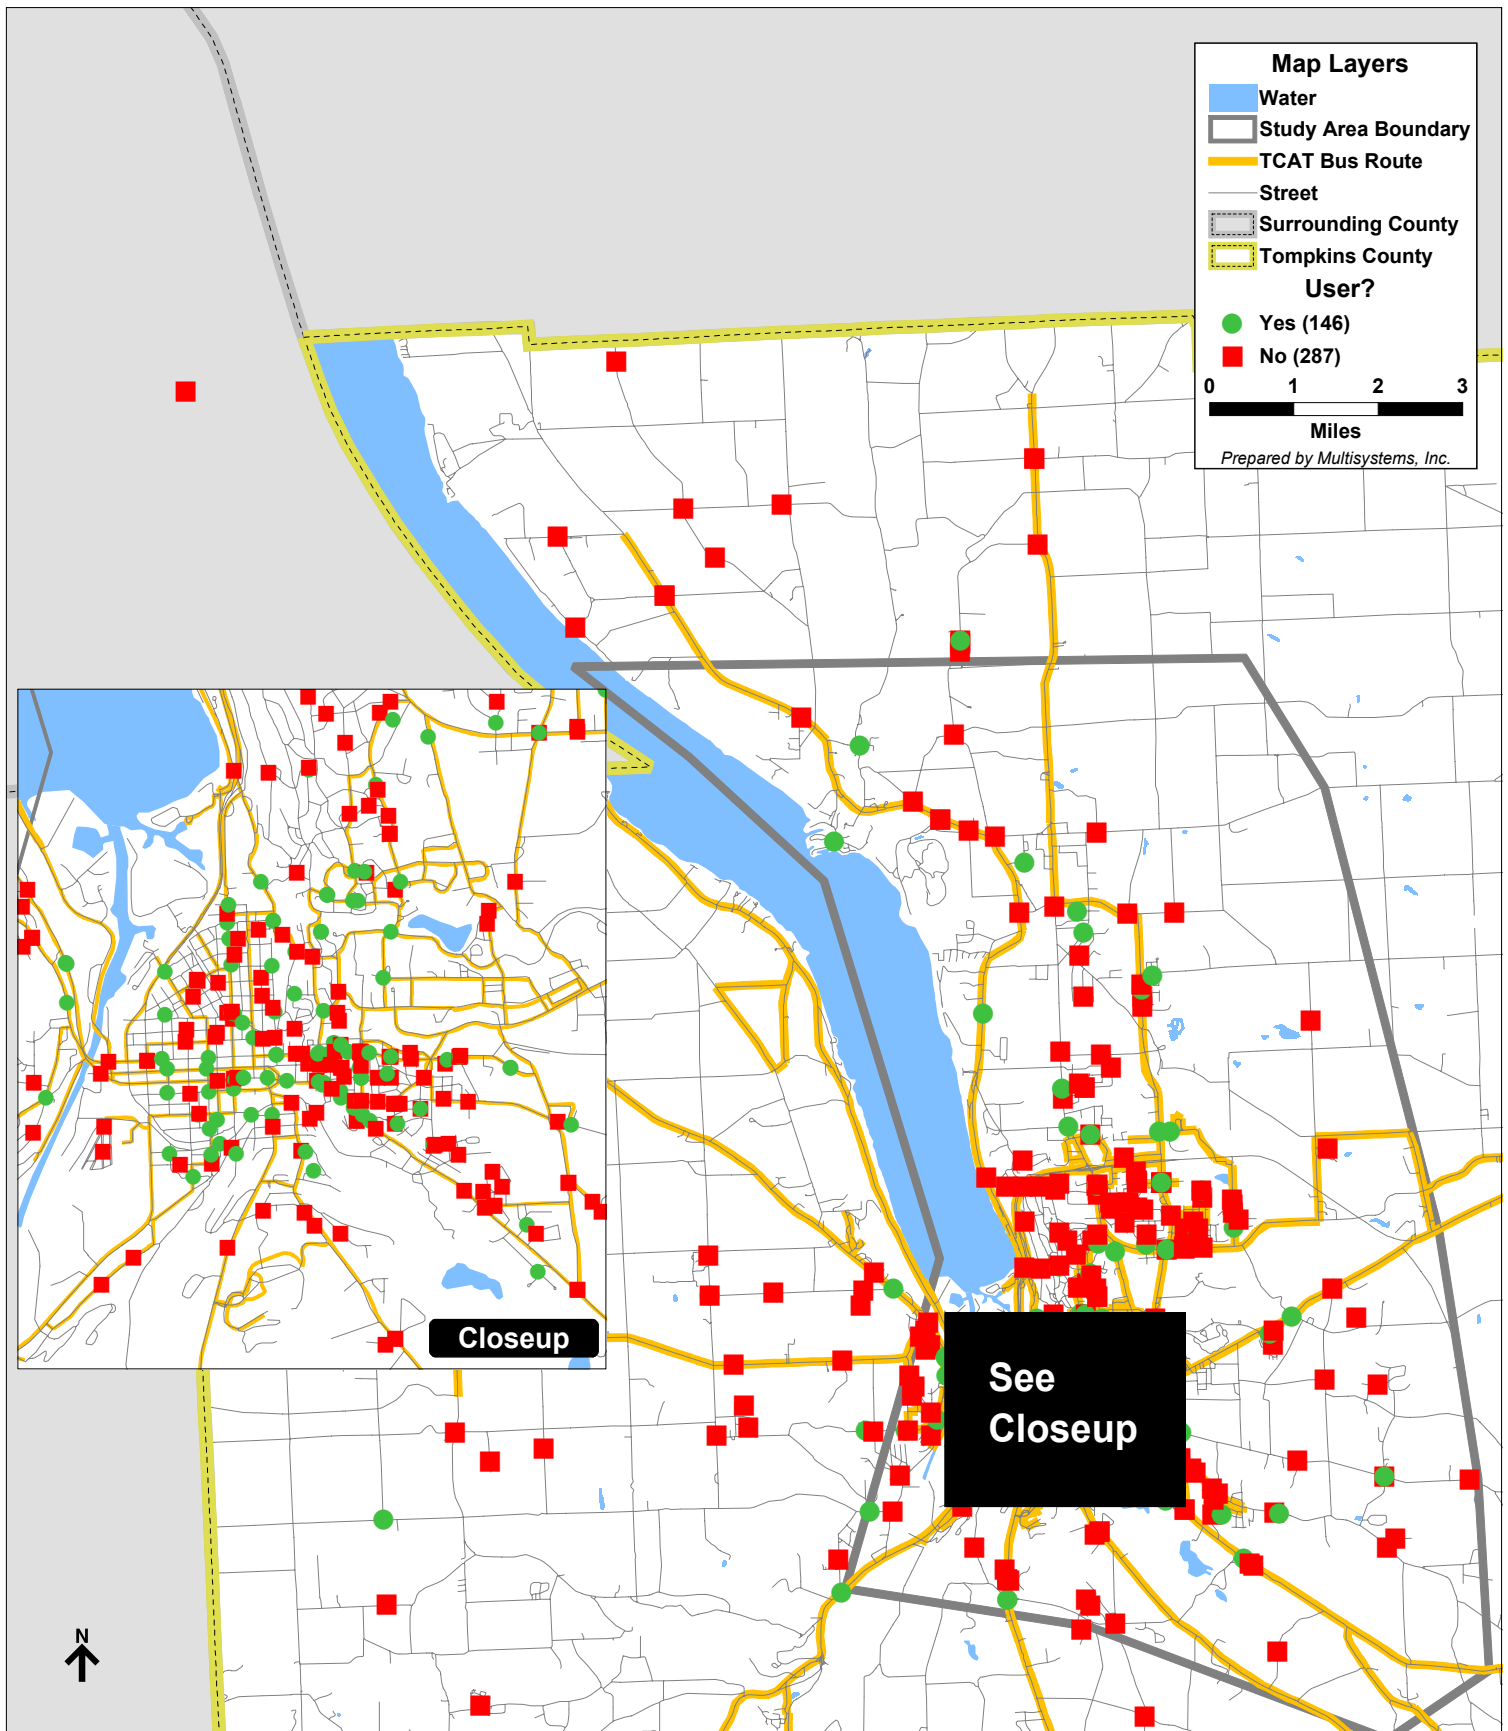 Map Layers
Water
Study Area Boundary
TCAT Bus Route
Street
Surrounding County
Tompkins County
User?
Yes (146)
No (287)
0 1 2 3
Miles
Prepared by Multisystems, Inc.
Closeup
See
Closeup
N